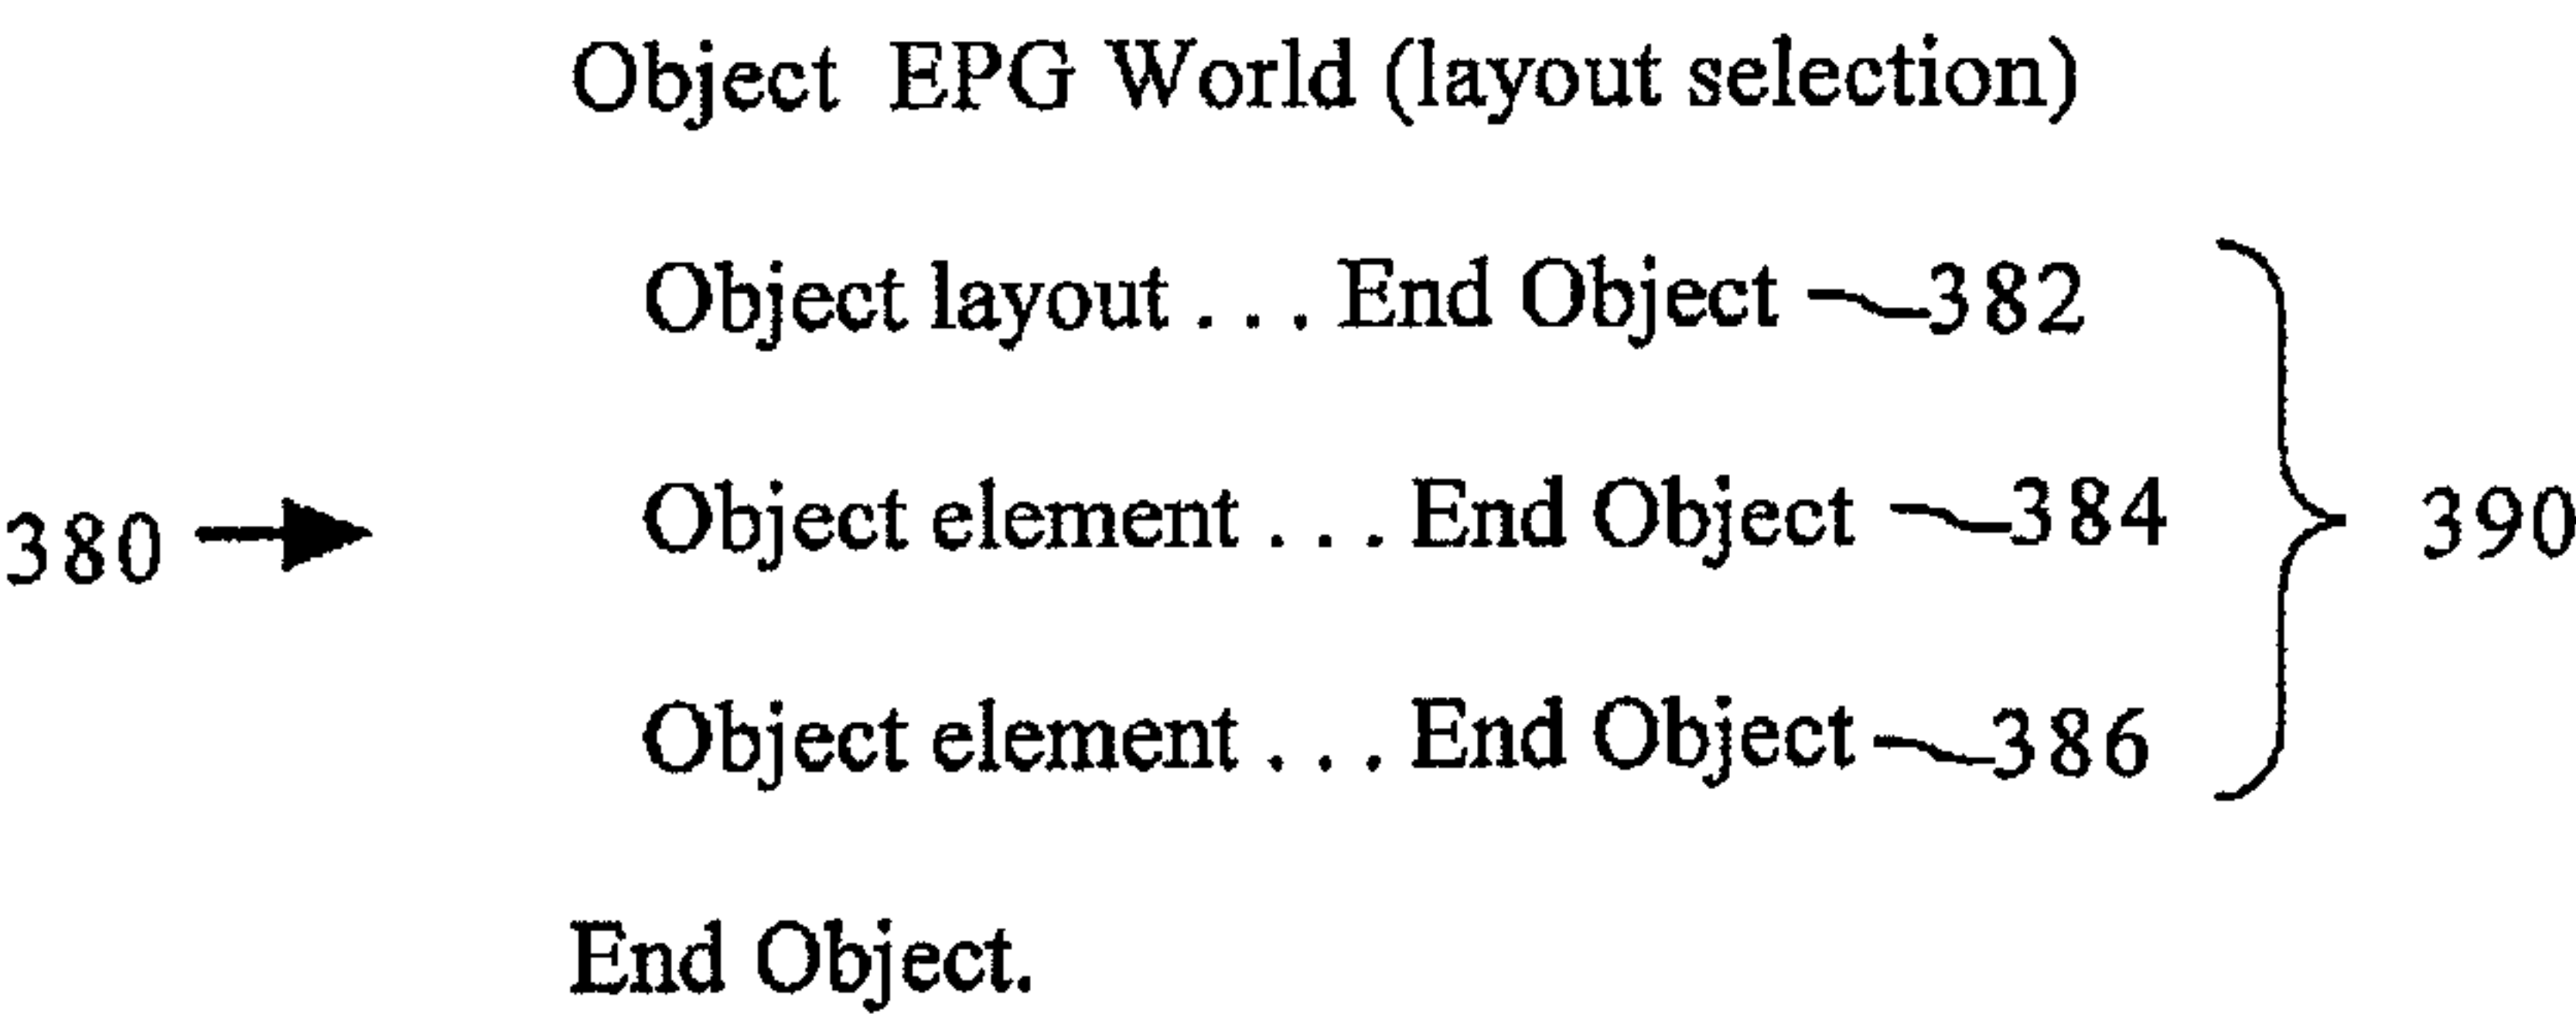 Object EPG World (layout selection)
Object layout . . . End Object 382
380 Object element . . . End Object 384 390
Object element . . . End Object 386
End Object.